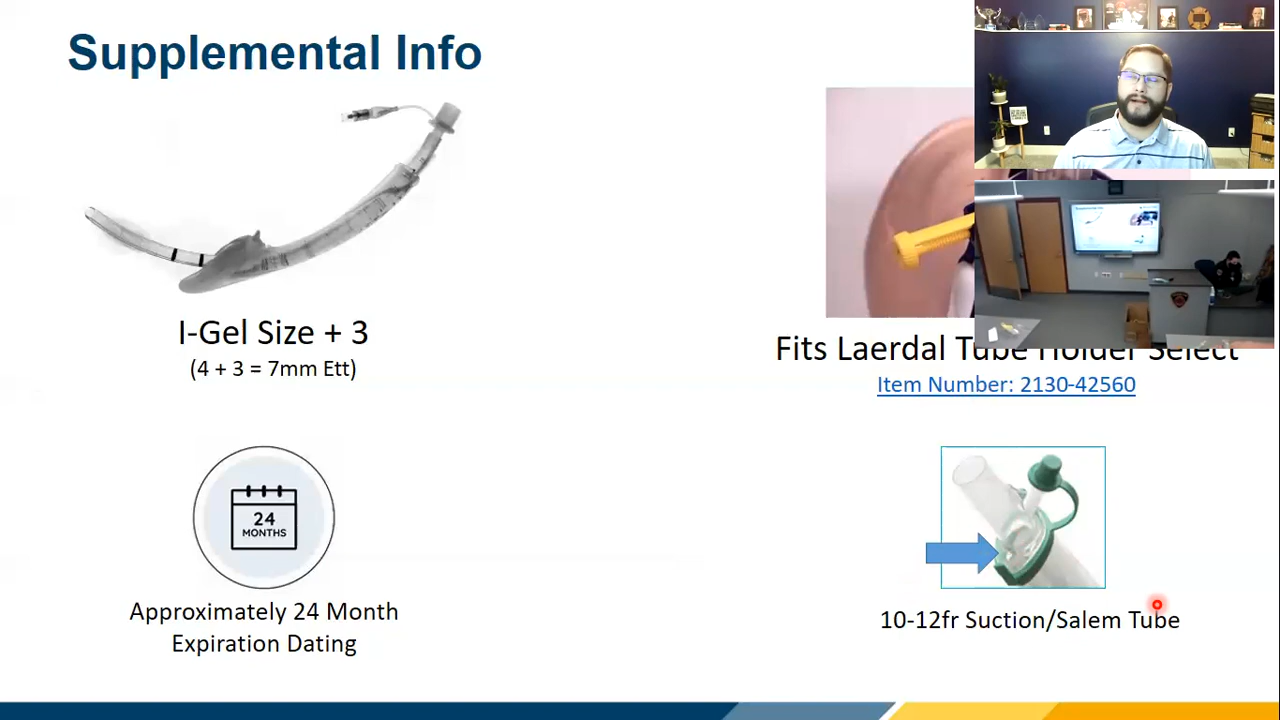 Supplemental Info
I-Gel Size + 3
(4 + 3 = 7mm Ett)
Fits Laerdal Tube Holder Select
Item Number: 2130-42560
24
MONTHS
Approximately 24 Month
Expiration Dating
10-12fr Suction/Salem Tube